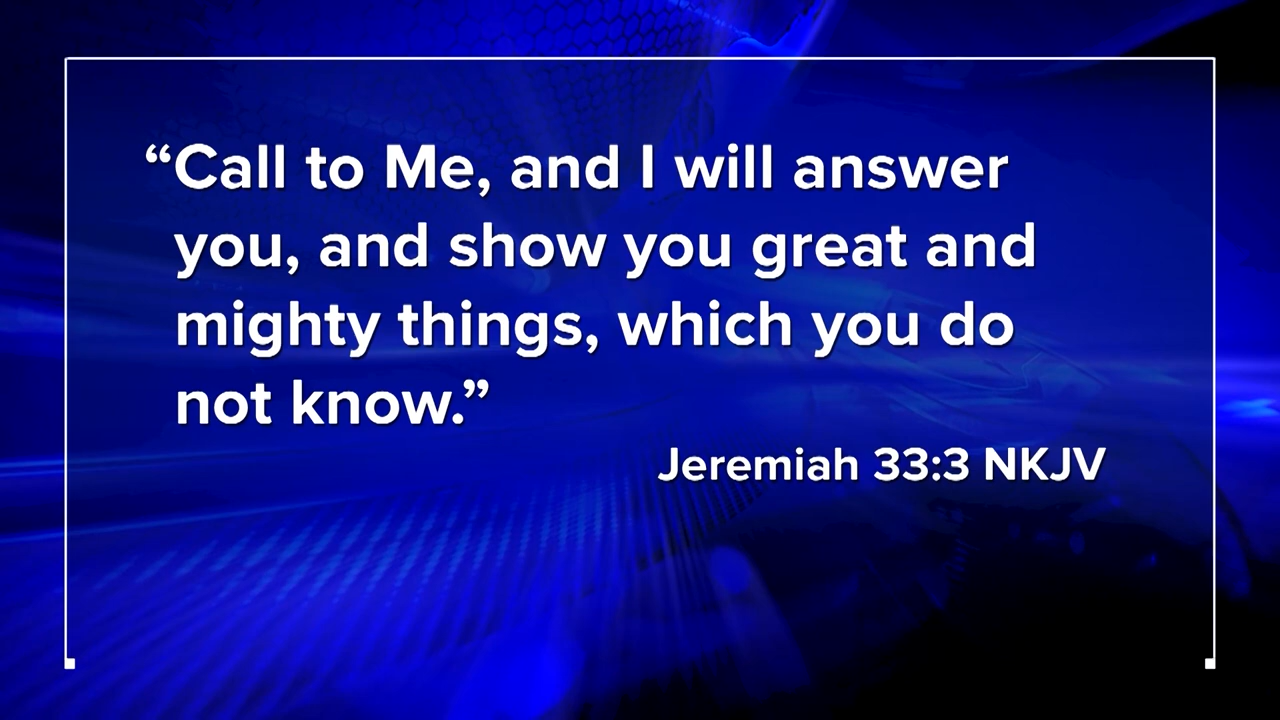 “Call to Me, and I will answer
you, and show you great and
mighty things, which you do
not know.”
Jeremiah 33:3 NKJV